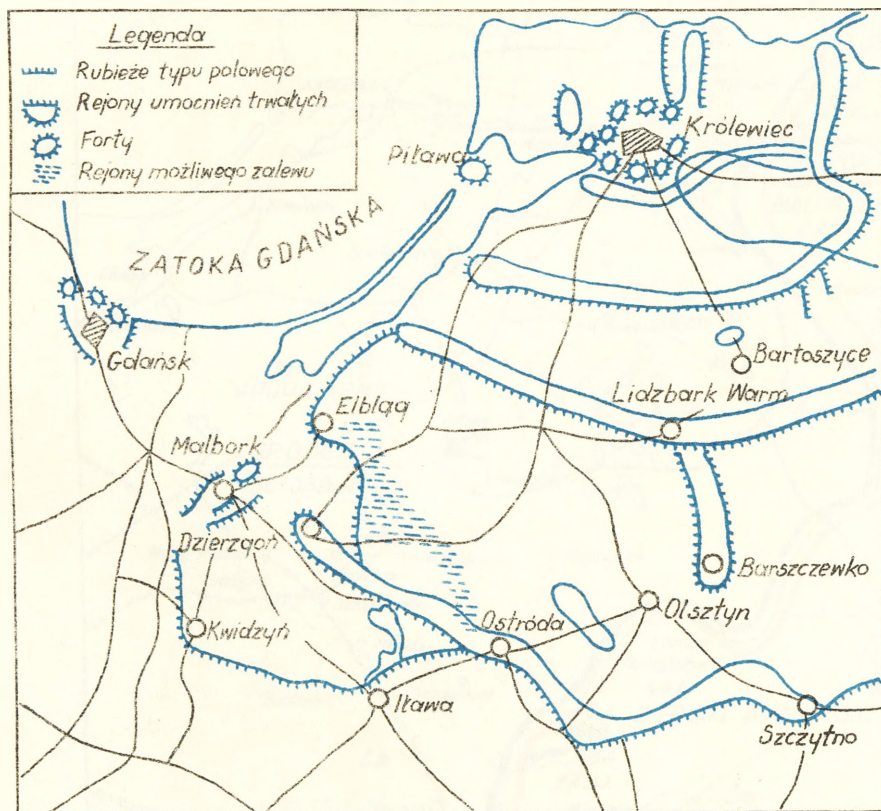 Legenda
Rubieże typu polowego
Rejony umocnień trwałych
Forty
Rejony możliwego zalewu
Królewiec
Piława
ZATOKA GDAŃSKA
Gdańsk
Bartoszyce
Lidzbark Warm
Elbląg
Malbork
Dzierzgoń
Barszczewko
Olsztyn
Ostróda
Kwidzyń
Iława
Szczytno